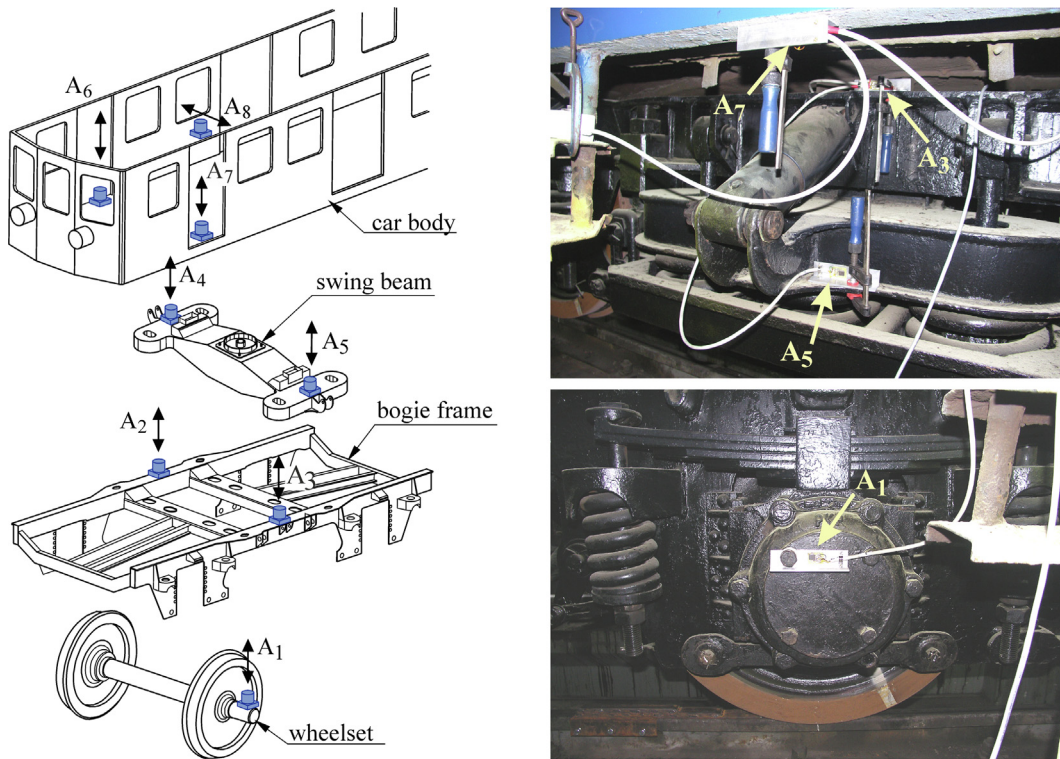 A6
A8
A7
car body
A4
swing beam
A5
bogie frame
A2
A3
A1
wheelset
A7
A3
A5
A1